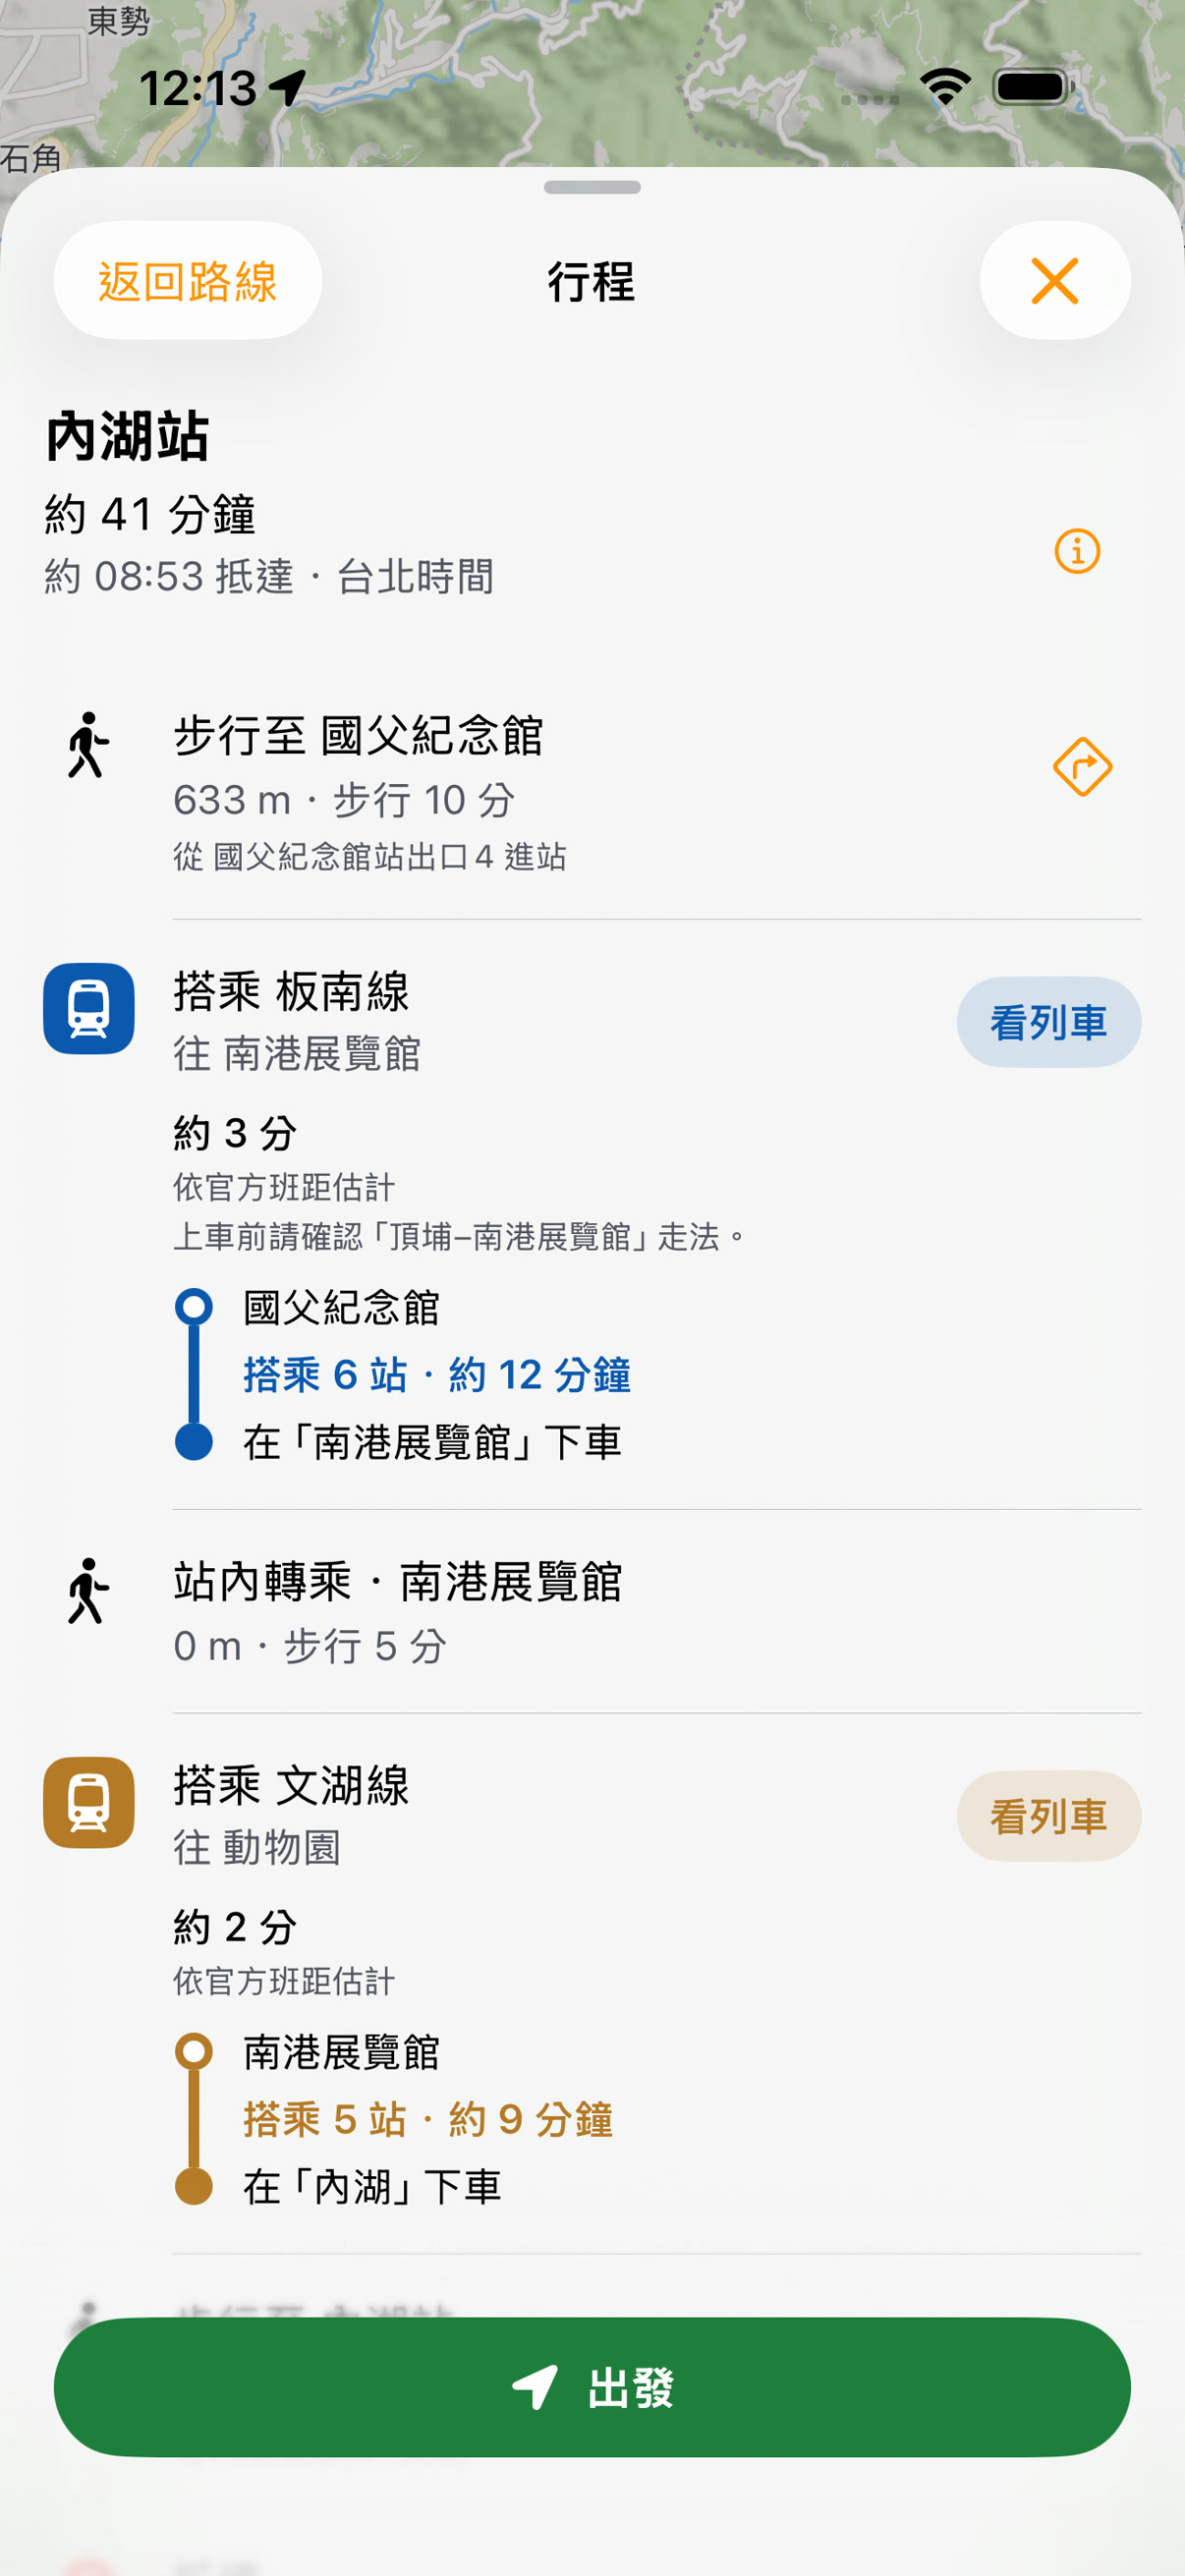 東勢
12:13
石角
返回路線
行程
內湖站
約 41 分鐘
約 08:53 抵達 · 台北時間
步行至 國父紀念館
633 m · 步行 10 分
從 國父紀念館站出口4 進站
搭乘 板南線
看列車
往 南港展覽館
約 3 分
依官方班距估計
上車前請確認「頂埔–南港展覽館」走法。
國父紀念館
搭乘 6 站 · 約 12 分鐘
在「南港展覽館」下車
站內轉乘 · 南港展覽館
0 m · 步行 5 分
搭乘 文湖線
看列車
往 動物園
約 2 分
依官方班距估計
南港展覽館
搭乘 5 站 · 約 9 分鐘
在「內湖」下車
出發